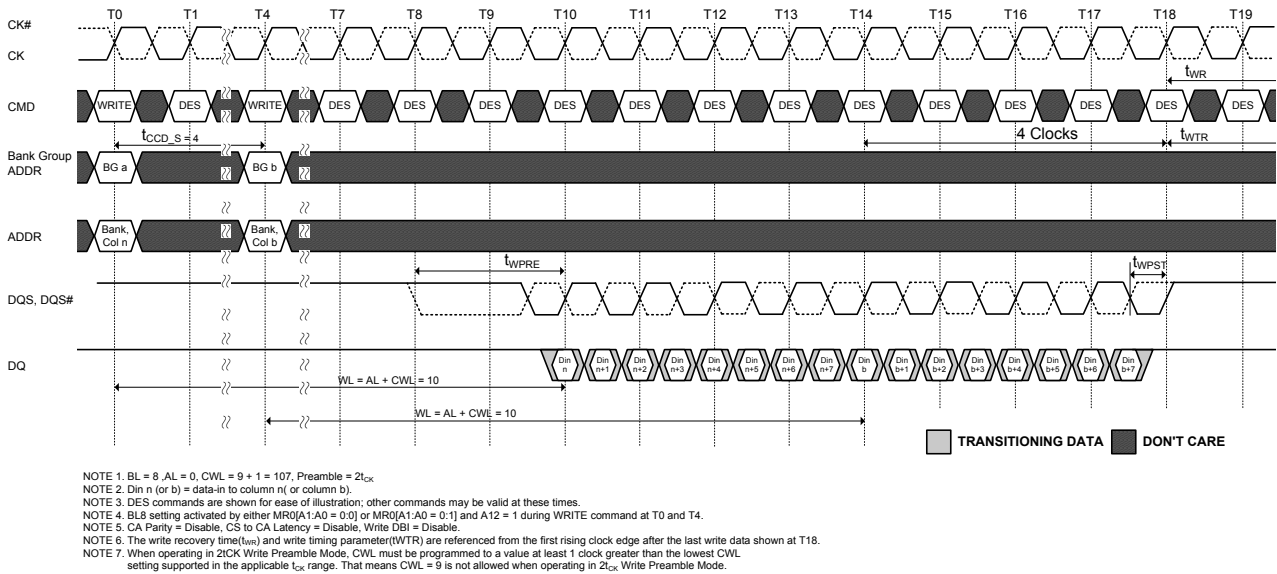 T0 T1 T4 T7 T8 T9 T10 T11 T12 T13 T14 T15 T16 T17 T18 T19
CK#
CK
tWR
CMD
WRITE DES WRITE DES DES DES DES DES DES DES DES DES DES DES DES DES
tCCD_S = 4
4 Clocks
tWTR
Bank Group
ADDR
BG a BG b
ADDR
Bank, Col n
Bank, Col b
tWPRE
tWPST
DQS, DQS#
DQ
Din n Din n+1 Din n+2 Din n+3 Din n+4 Din n+5 Din n+6 Din n+7 Din b Din b+1 Din b+2 Din b+3 Din b+4 Din b+5 Din b+6 Din b+7
WL = AL + CWL = 10
WL = AL + CWL = 10
TRANSITIONING DATA DON'T CARE
NOTE 1. BL = 8 ,AL = 0, CWL = 9 + 1 = 107, Preamble = 2tCK
NOTE 2. Din n (or b) = data-in to column n( or column b).
NOTE 3. DES commands are shown for ease of illustration; other commands may be valid at these times.
NOTE 4. BL8 setting activated by either MR0[A1:A0 = 0:0] or MR0[A1:A0 = 0:1] and A12 = 1 during WRITE command at T0 and T4.
NOTE 5. CA Parity = Disable, CS to CA Latency = Disable, Write DBI = Disable.
NOTE 6. The write recovery time(tWR) and write timing parameter(tWTR) are referenced from the first rising clock edge after the last write data shown at T18.
NOTE 7. When operating in 2tCK Write Preamble Mode, CWL must be programmed to a value at least 1 clock greater than the lowest CWL
setting supported in the applicable tCK range. That means CWL = 9 is not allowed when operating in 2tCK Write Preamble Mode.